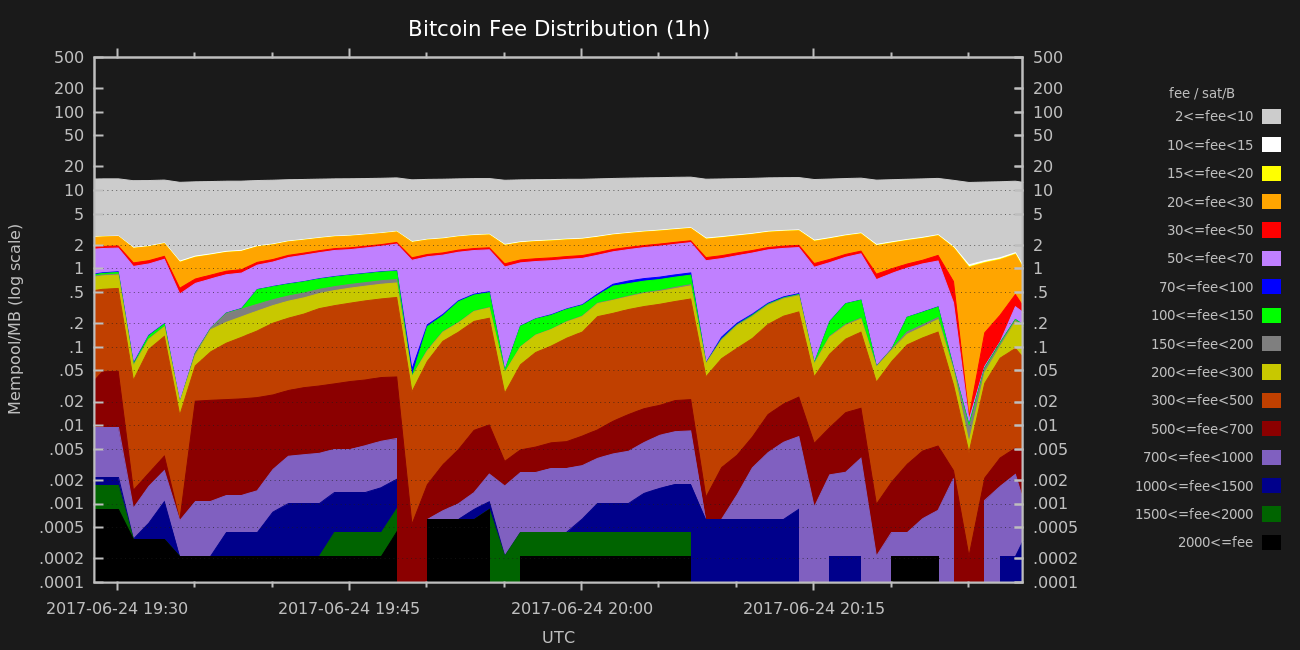 Bitcoin Fee Distribution (1h)
500
200
100
50
20
10
5
2
1
.5
.2
.1
.05
.02
.01
.005
.002
.001
.0005
.0002
.0001
Mempool/MB (log scale)
500
200
100
50
20
10
5
2
1
.5
.2
.1
.05
.02
.01
.005
.002
.001
.0005
.0002
.0001
2017-06-24 19:30
2017-06-24 19:45
2017-06-24 20:00
2017-06-24 20:15
UTC
fee / sat/B
2<=fee<10
10<=fee<15
15<=fee<20
20<=fee<30
30<=fee<50
50<=fee<70
70<=fee<100
100<=fee<150
150<=fee<200
200<=fee<300
300<=fee<500
500<=fee<700
700<=fee<1000
1000<=fee<1500
1500<=fee<2000
2000<=fee